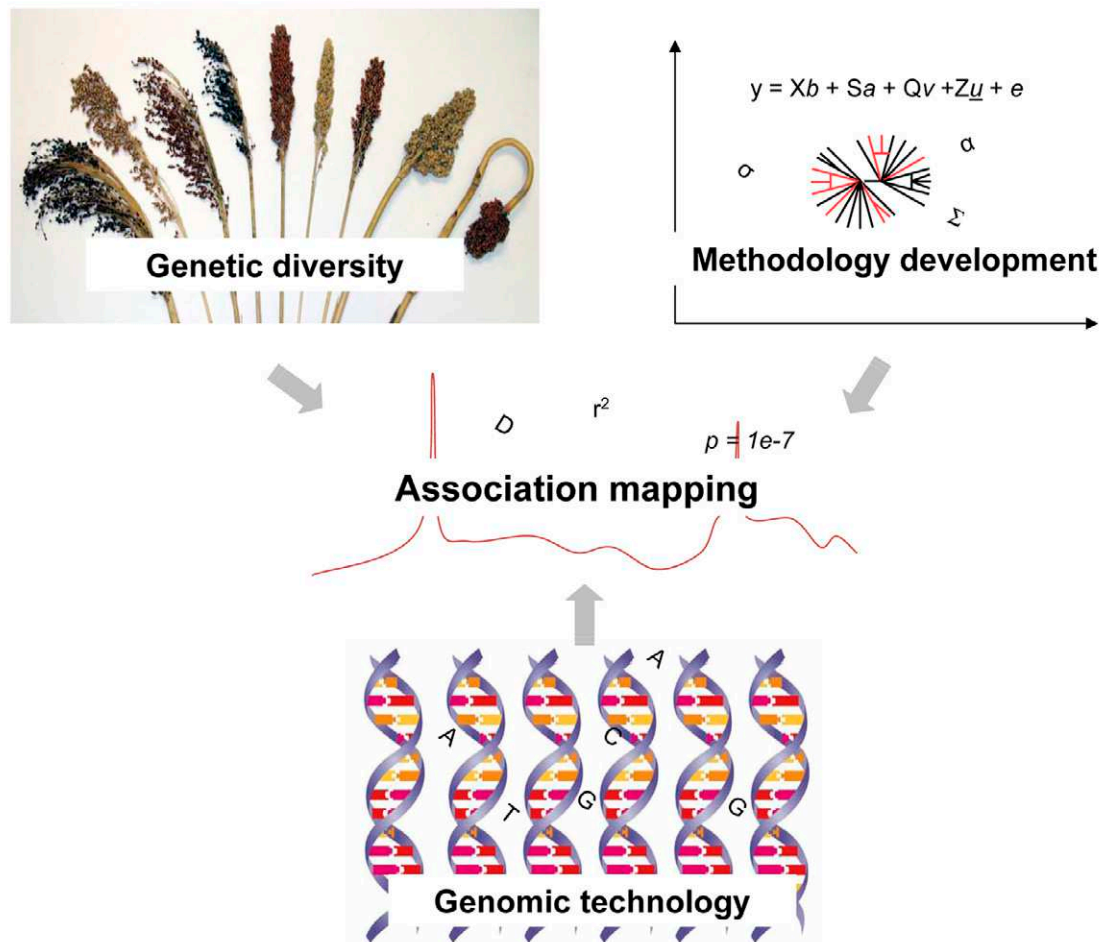 y = Xb + Sa + Qv +Zu + e
σ
α
Σ
Genetic diversity
Methodology development
D
r²
p = 1e-7
Association mapping
A
A
C
T
G
G
Genomic technology